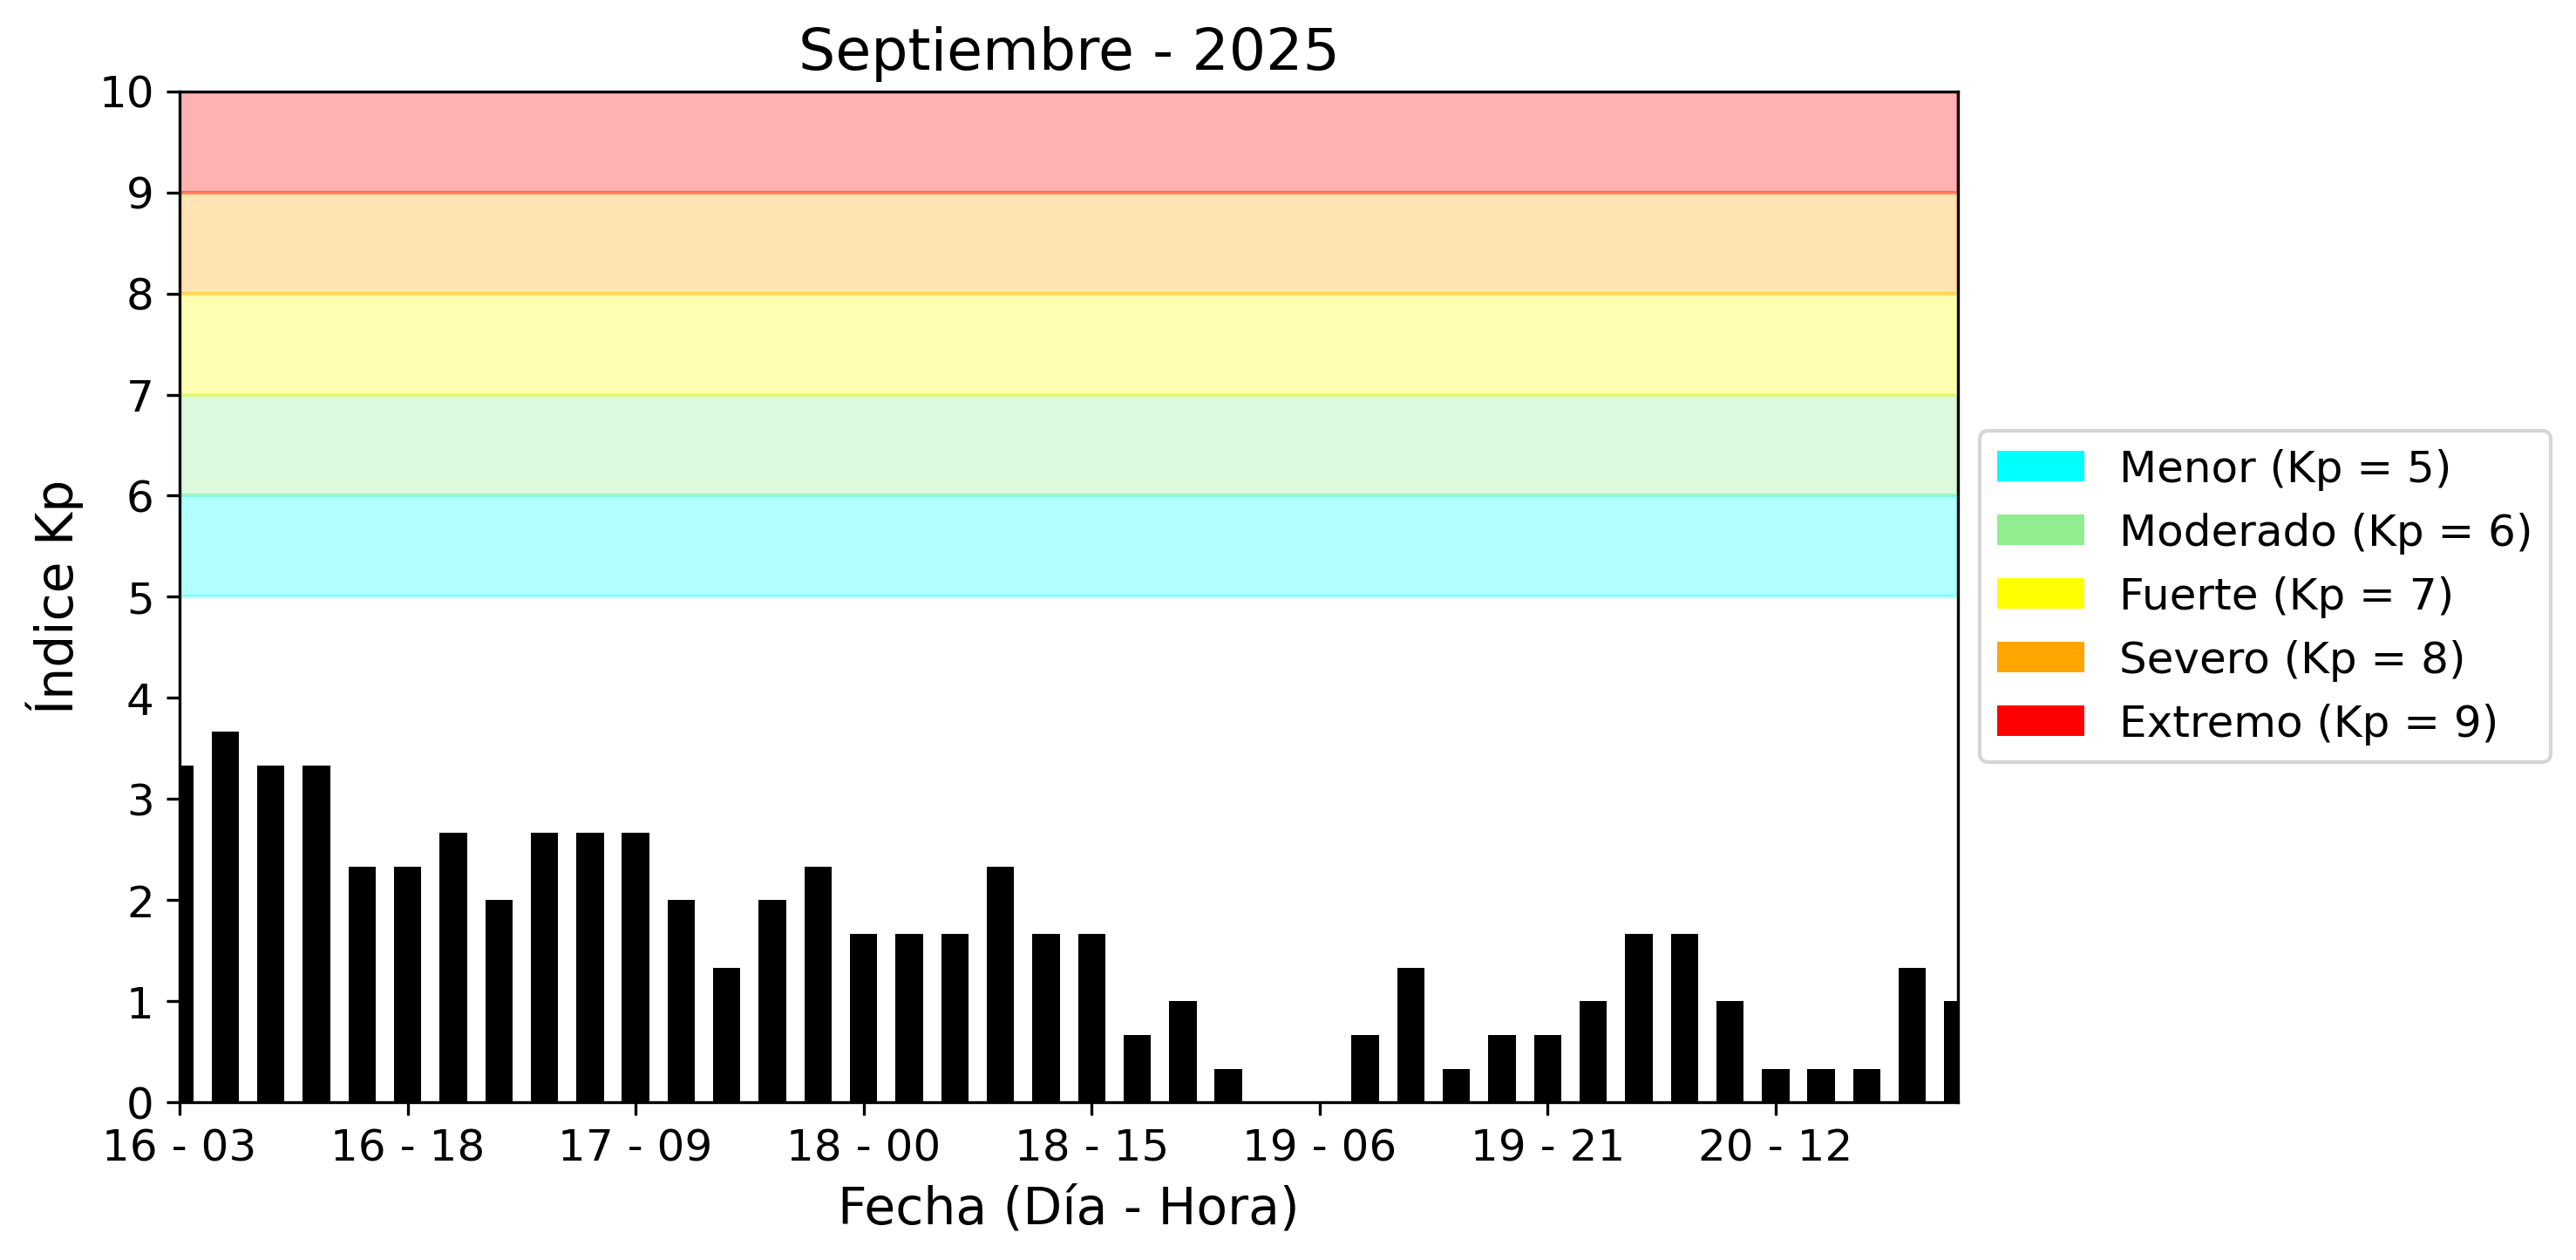 Septiembre - 2025
10
9
8
7
6
5
4
3
2
1
0
Índice Kp
16 - 03
16 - 18
17 - 09
18 - 00
18 - 15
19 - 06
19 - 21
20 - 12
Fecha (Día - Hora)
Menor (Kp = 5)
Moderado (Kp = 6)
Fuerte (Kp = 7)
Severo (Kp = 8)
Extremo (Kp = 9)